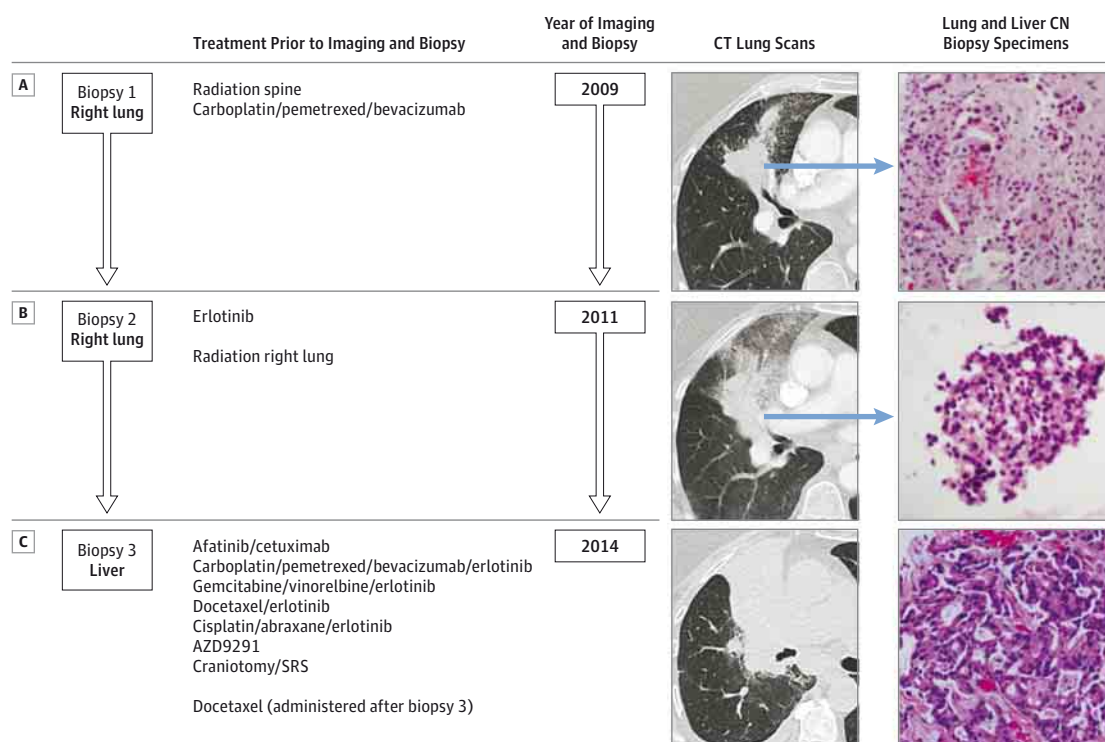 Treatment Prior to Imaging and Biopsy
Year of Imaging
and Biopsy
CT Lung Scans
Lung and Liver CN
Biopsy Specimens
A
Biopsy 1
Right lung
Radiation spine
Carboplatin/pemetrexed/bevacizumab
2009
B
Biopsy 2
Right lung
Erlotinib
Radiation right lung
2011
C
Biopsy 3
Liver
Afatinib/cetuximab
Carboplatin/pemetrexed/bevacizumab/erlotinib
Gemcitabine/vinorelbine/erlotinib
Docetaxel/erlotinib
Cisplatin/abraxane/erlotinib
AZD9291
Craniotomy/SRS
Docetaxel (administered after biopsy 3)
2014